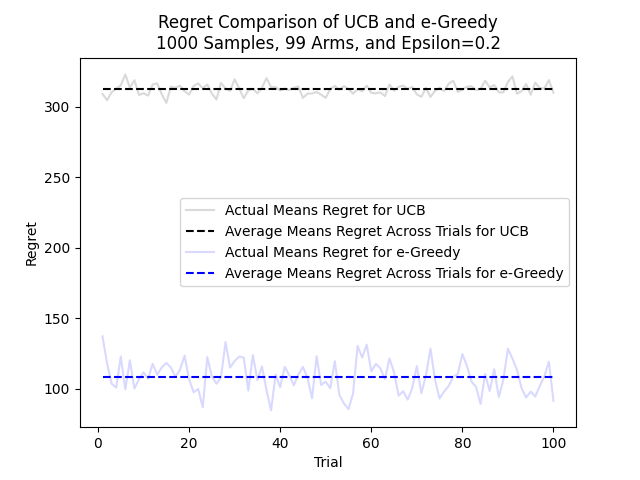 Regret Comparison of UCB and e-Greedy
1000 Samples, 99 Arms, and Epsilon=0.2
Regret
300
250
200
150
100
Actual Means Regret for UCB
Average Means Regret Across Trials for UCB
Actual Means Regret for e-Greedy
Average Means Regret Across Trials for e-Greedy
0
20
40
60
80
100
Trial